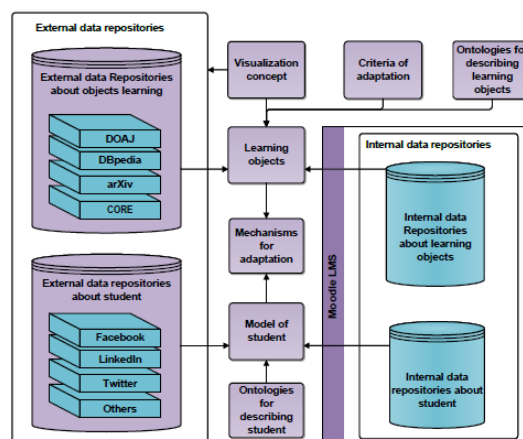 External data repositories
External data Repositories
about objects learning
DOAJ
DBpedia
arXiv
CORE
External data repositories
about student
Facebook
LinkedIn
Twitter
Others
Visualization
concept
Criteria of
adaptation
Ontologies for
describing
learning
objects
Learning
objects
Mechanisms
for
adaptation
Model of
student
Ontologies
for
describing
student
Moodle LMS
Internal data repositories
Internal data
Repositories
about learning
objects
Internal data
repositories about
student